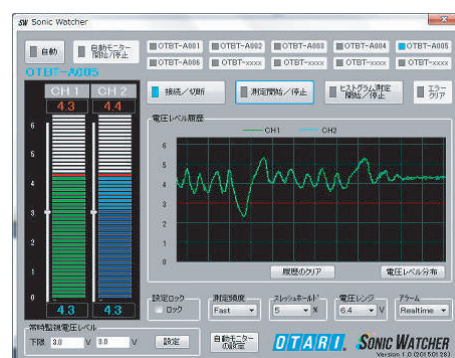 SW Sonic Watcher
自動
自動モニター
開始/停止
OTBT-A001 OTBT-A002 OTBT-A003 OTBT-A004 OTBT-A005
OTBT-A006 OTBT-xxxx OTBT-xxxx OTBT-xxxx OTBT-xxxx
OTBT-A005
CH 1 CH 2
4.3 4.4
接続/切断
測定開始/停止
ヒストグラム測定
開始/停止
エラー
クリア
電圧レベル履歴
CH1 CH2
6
5
4
3
2
1
0
6
5
4
3
2
1
0
4.3 4.3
履歴のクリア
電圧レベル分布
設定ロック
ロック
測定頻度
Fast
スレッショホールド
5 %
電圧レンジ
6.4 V
アラーム
Realtime
常時監視電圧レベル
下限 3.0 V 3.0 V
設定
自動モニター
の設定
OTARI. SONIC WATCHER
Version 1.0 (20150128)